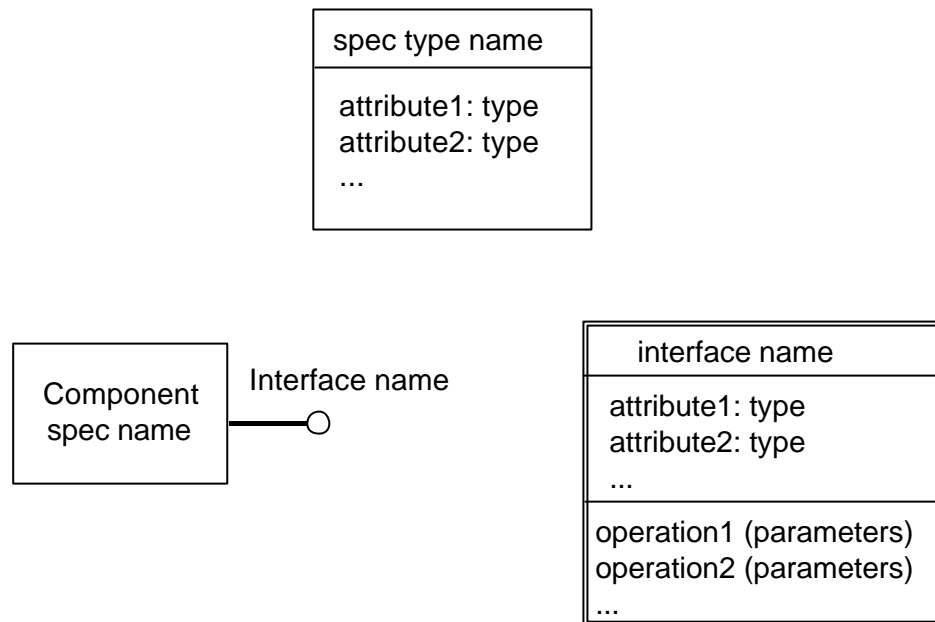 spec type name
attribute1: type
attribute2: type
...
Component
spec name
Interface name
interface name
attribute1: type
attribute2: type
...
operation1 (parameters)
operation2 (parameters)
...